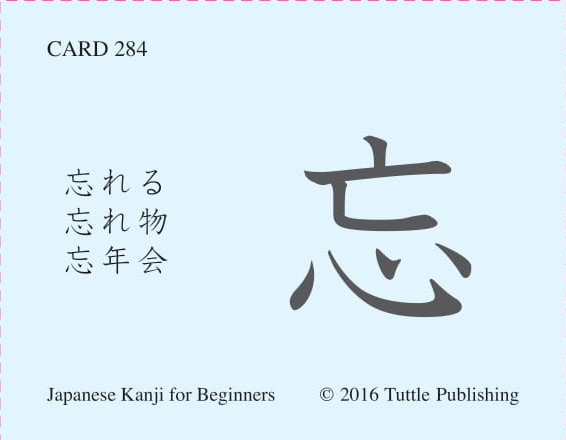 CARD 284
忘れる
忘れ物
忘年会
忘
Japanese Kanji for Beginners
© 2016 Tuttle Publishing